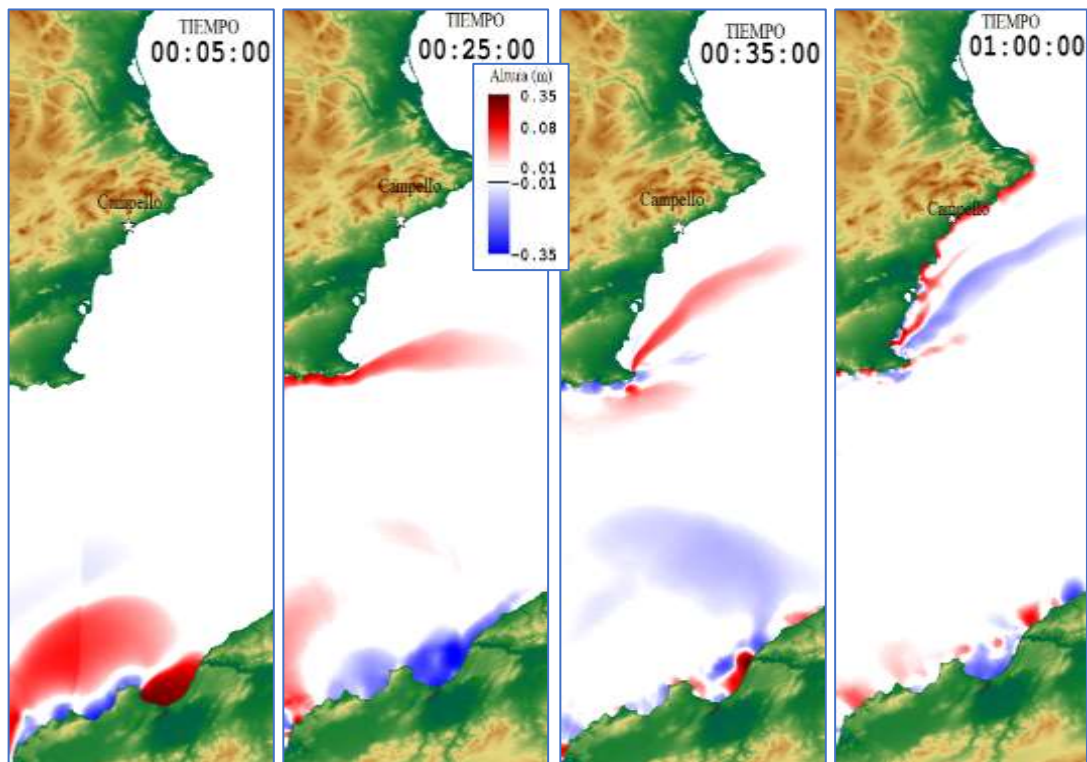 TIEMPO
00:05:00
Campello
TIEMPO
00:25:00
Campello
Altura (m)
0.35
0.08
0.01
-0.01
-0.35
TIEMPO
00:35:00
Campello
TIEMPO
01:00:00
Campello